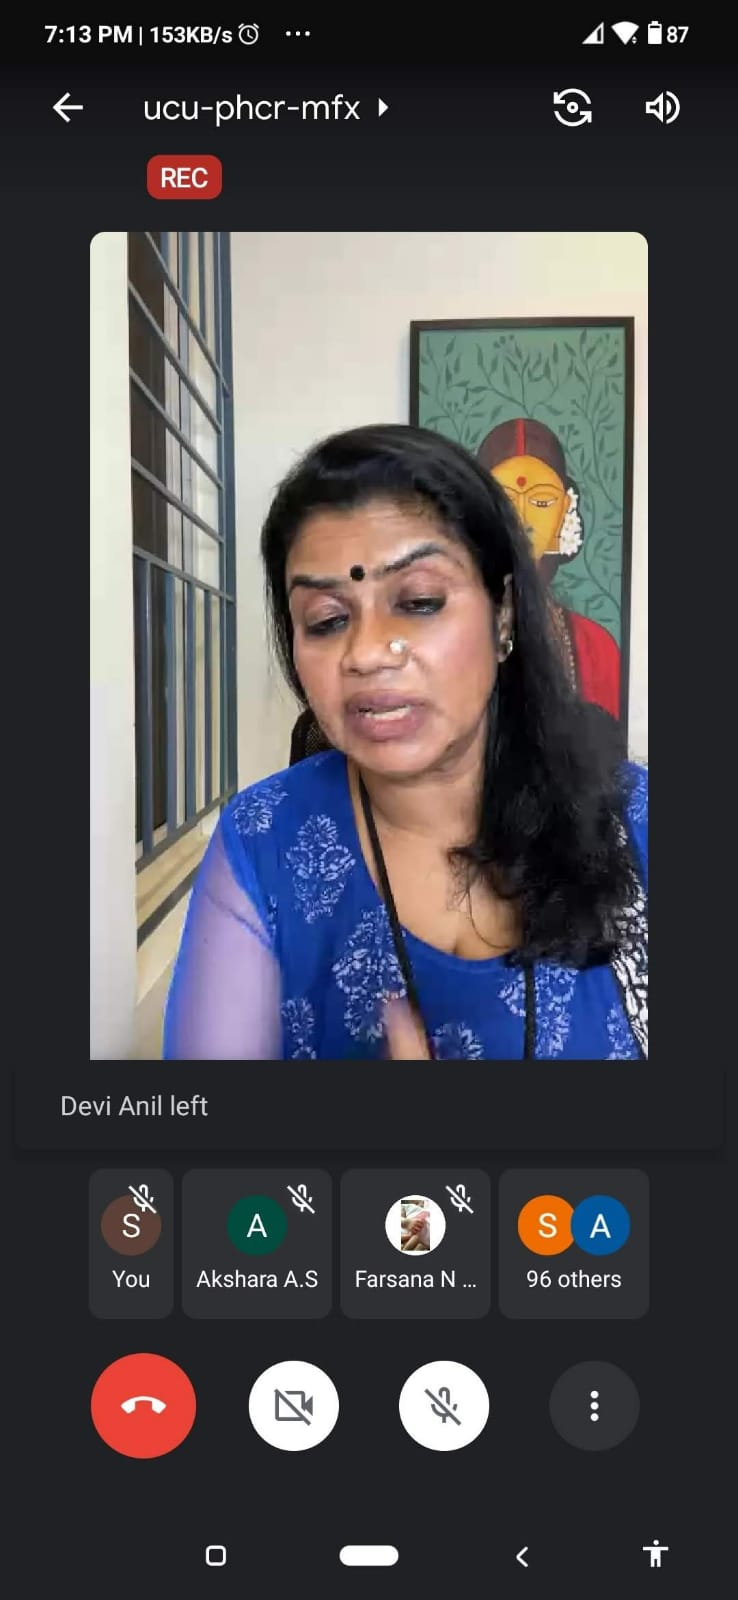 7:13 PM | 153KB/s ...
87
ucu-phcr-mfx
REC
Devi Anil left
S
You
A
Akshara A.S
Farsana N ...
S A
96 others